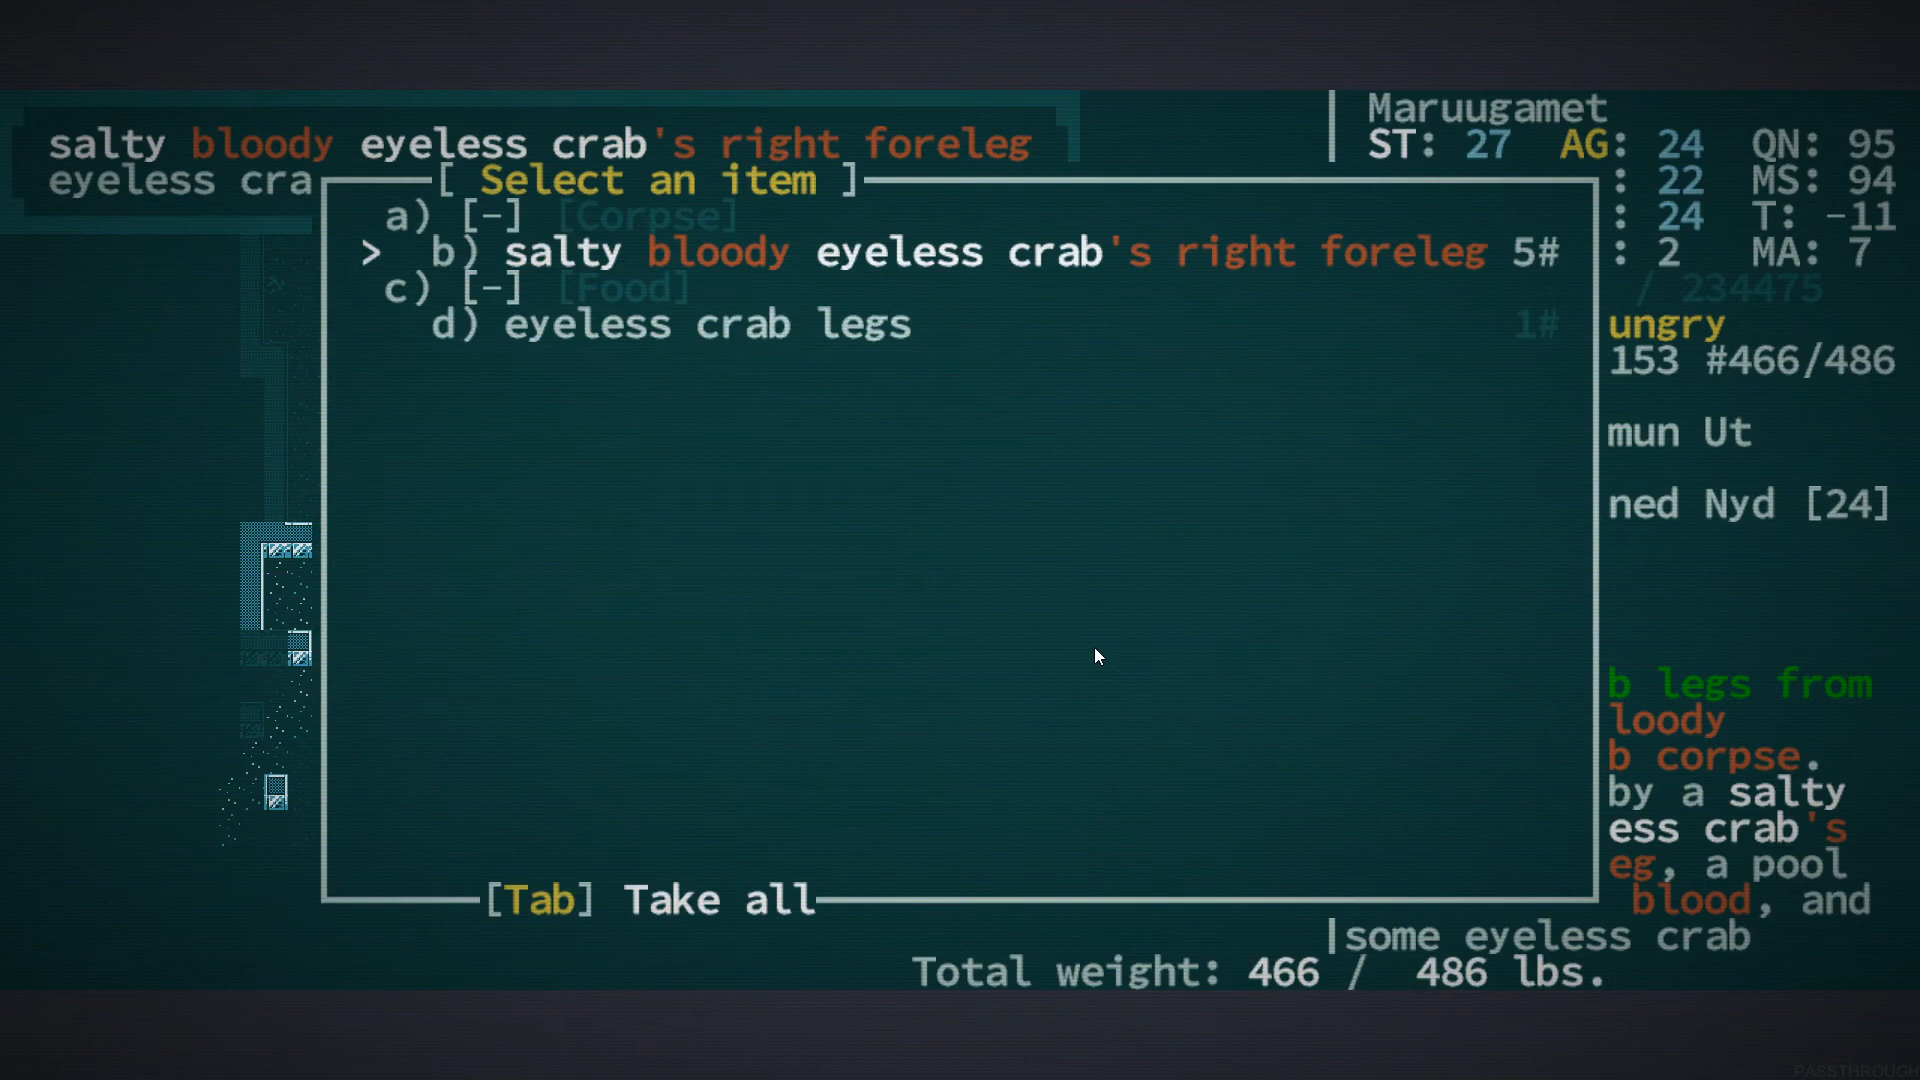 Maruugamet
salty bloody eyeless crab's right foreleg
ST: 27 AG: 24 QN: 95
eyeless cra
[ Select an item ]
: 22 MS: 94
a) [-] [Corpse]
: 24 T: -11
> b) salty bloody eyeless crab's right foreleg 5#
: 2 MA: 7
c) [-] [Food]
/ 234475
d) eyeless crab legs 1#
ungry
153 #466/486
mun Ut
ned Nyd [24]
b legs from
loody
b corpse.
by a salty
ess crab's
eg, a pool
blood, and
[Tab] Take all
some eyeless crab
Total weight: 466 / 486 lbs.
PASSTHROUGH